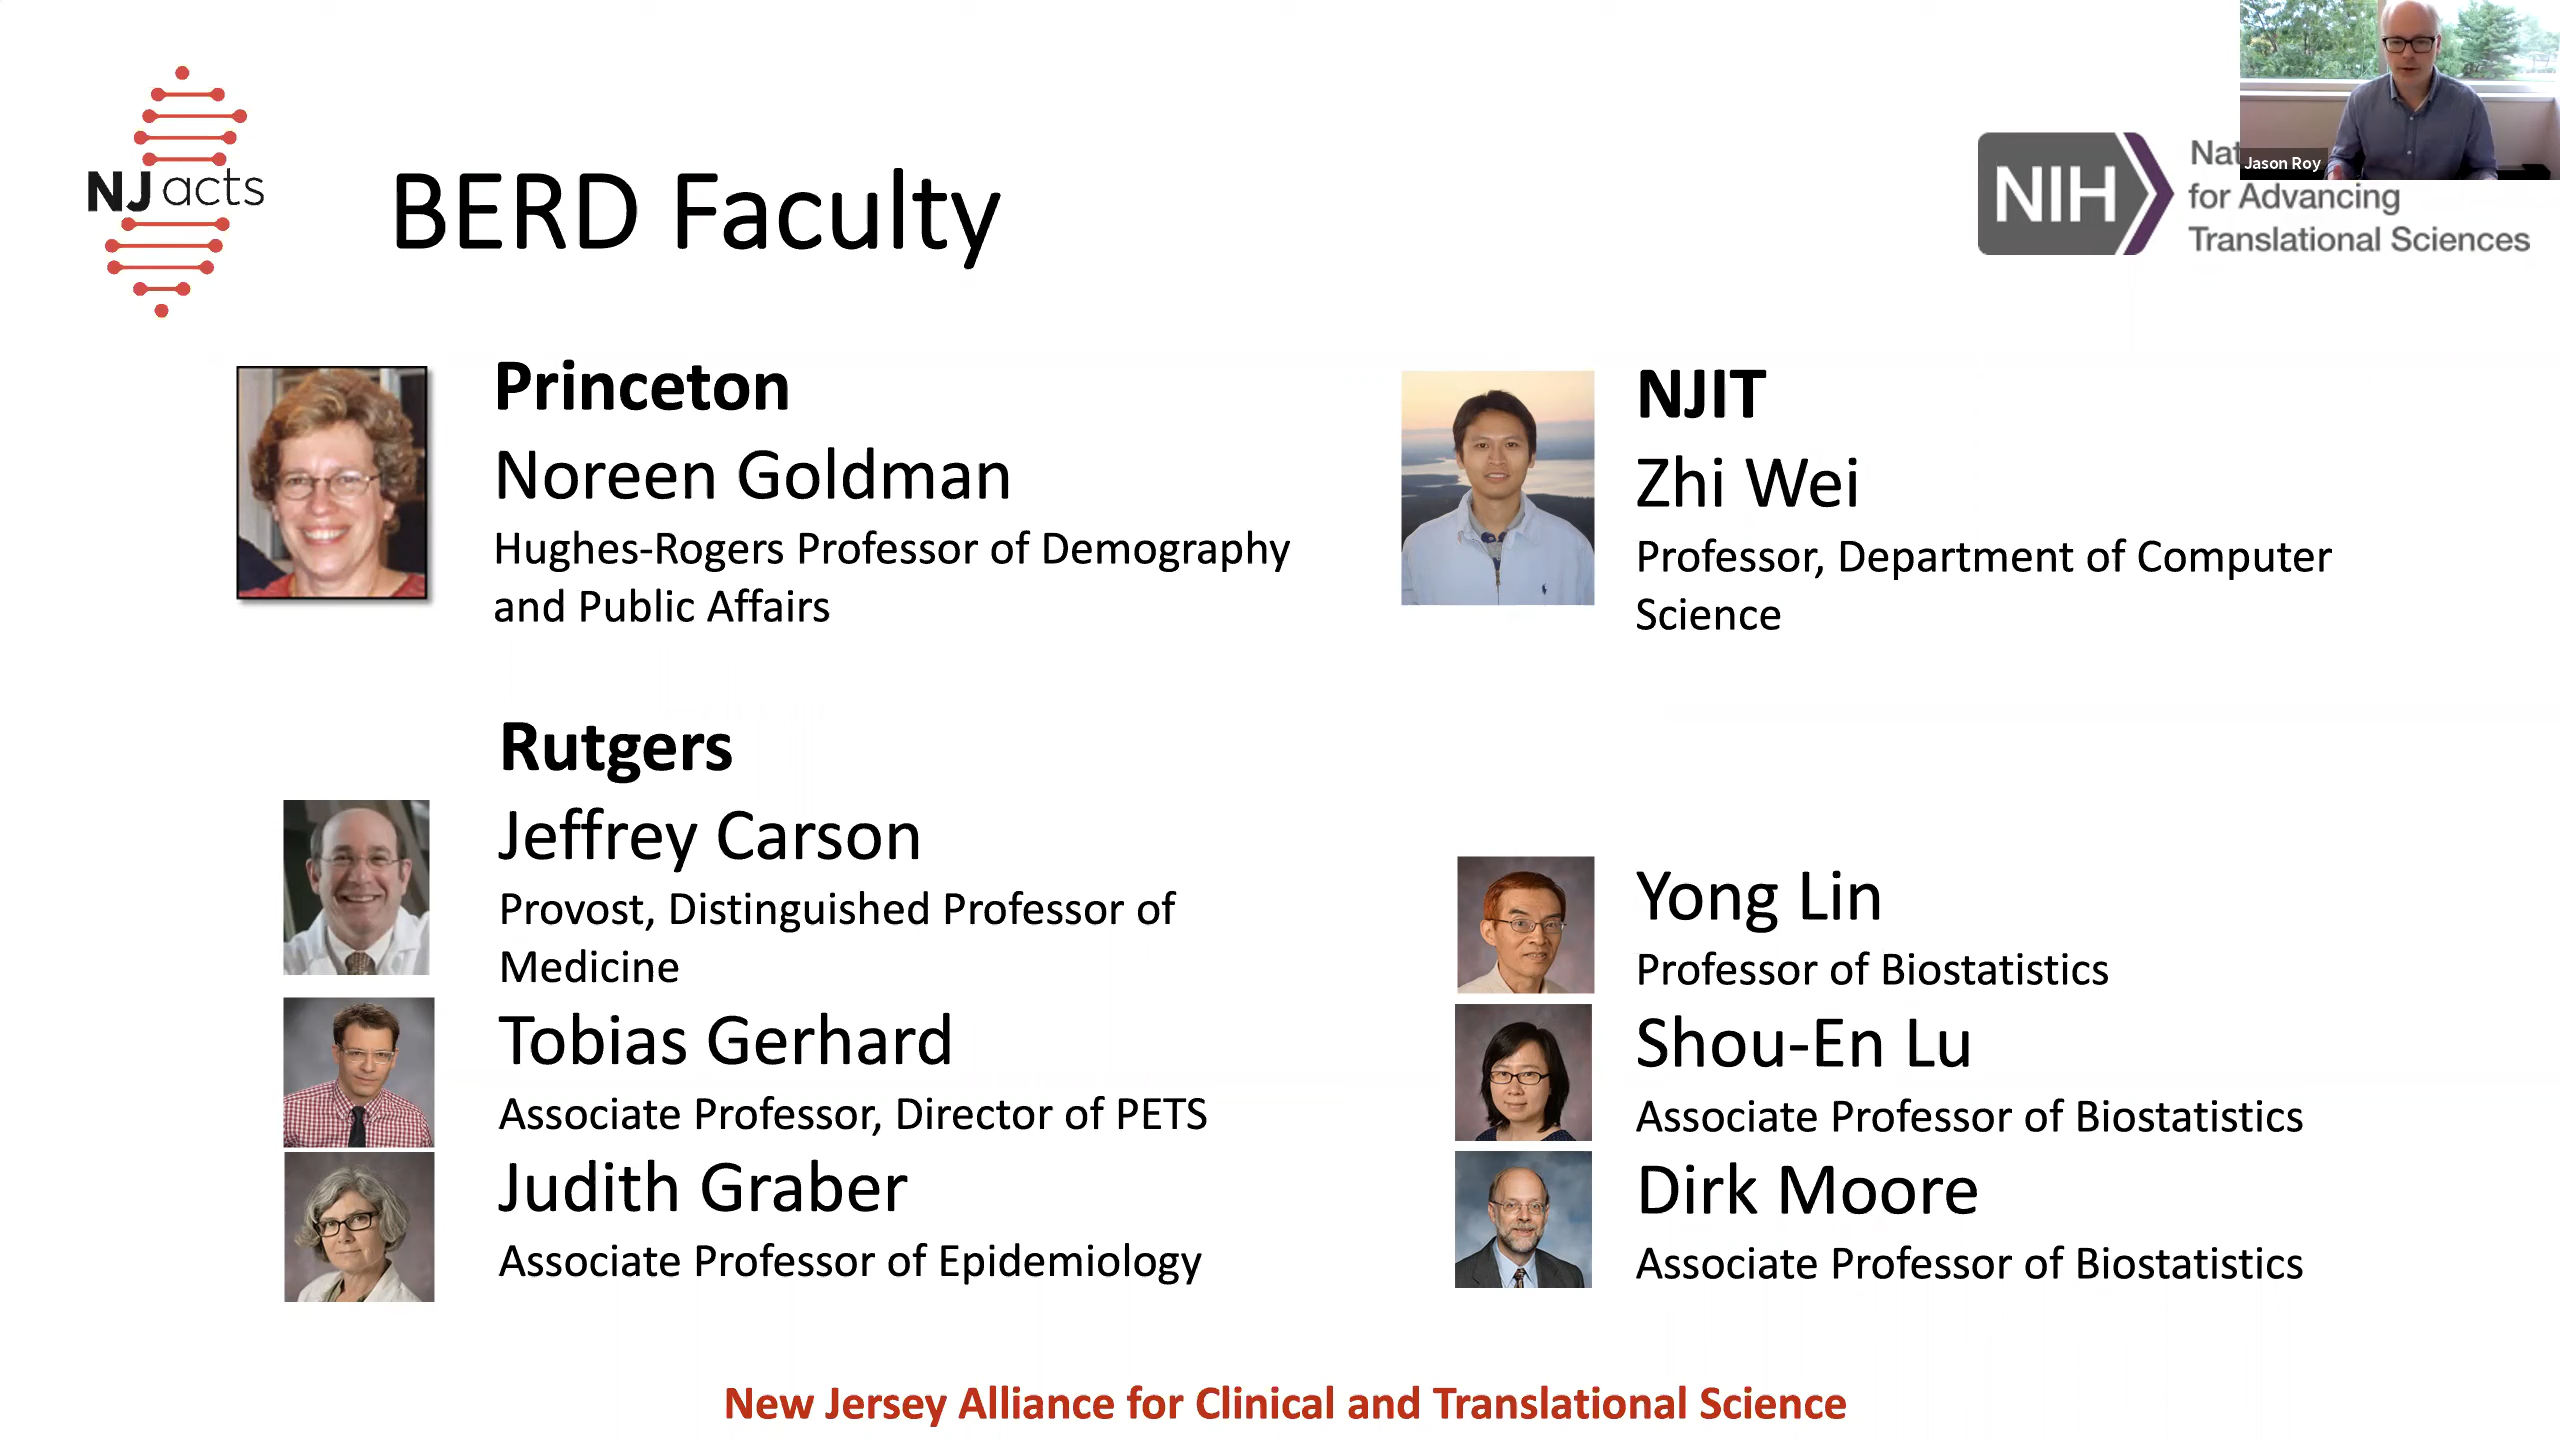 NJ acts
BERD Faculty
NIH
for Advancing
Translational Sciences
Jason Roy
Princeton
Noreen Goldman
Hughes-Rogers Professor of Demography
and Public Affairs
NJIT
Zhi Wei
Professor, Department of Computer
Science
Rutgers
Jeffrey Carson
Provost, Distinguished Professor of
Medicine
Tobias Gerhard
Associate Professor, Director of PETS
Judith Graber
Associate Professor of Epidemiology
Yong Lin
Professor of Biostatistics
Shou-En Lu
Associate Professor of Biostatistics
Dirk Moore
Associate Professor of Biostatistics
New Jersey Alliance for Clinical and Translational Science